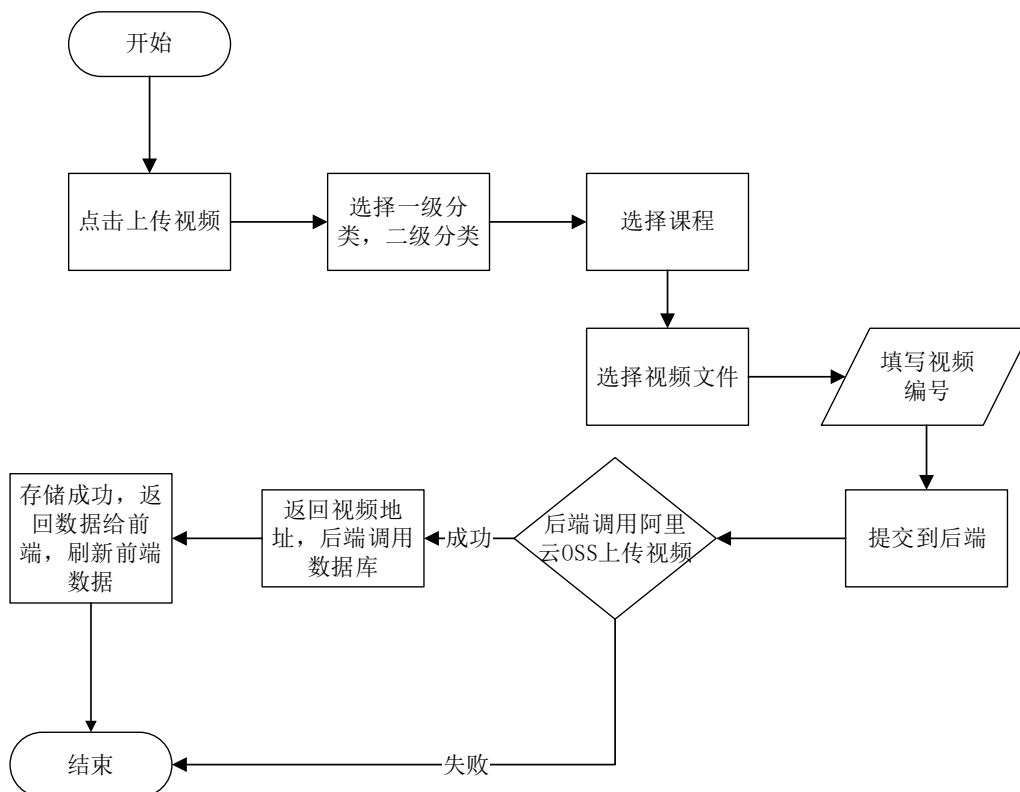 开始
点击上传视频
选择一级分
类，二级分类
选择课程
选择视频文件
填写视频
编号
提交到后端
后端调用阿里
云OSS上传视频
成功
返回视频地
址，后端调用
数据库
存储成功，返
回数据给前
端，刷新前端
数据
失败
结束